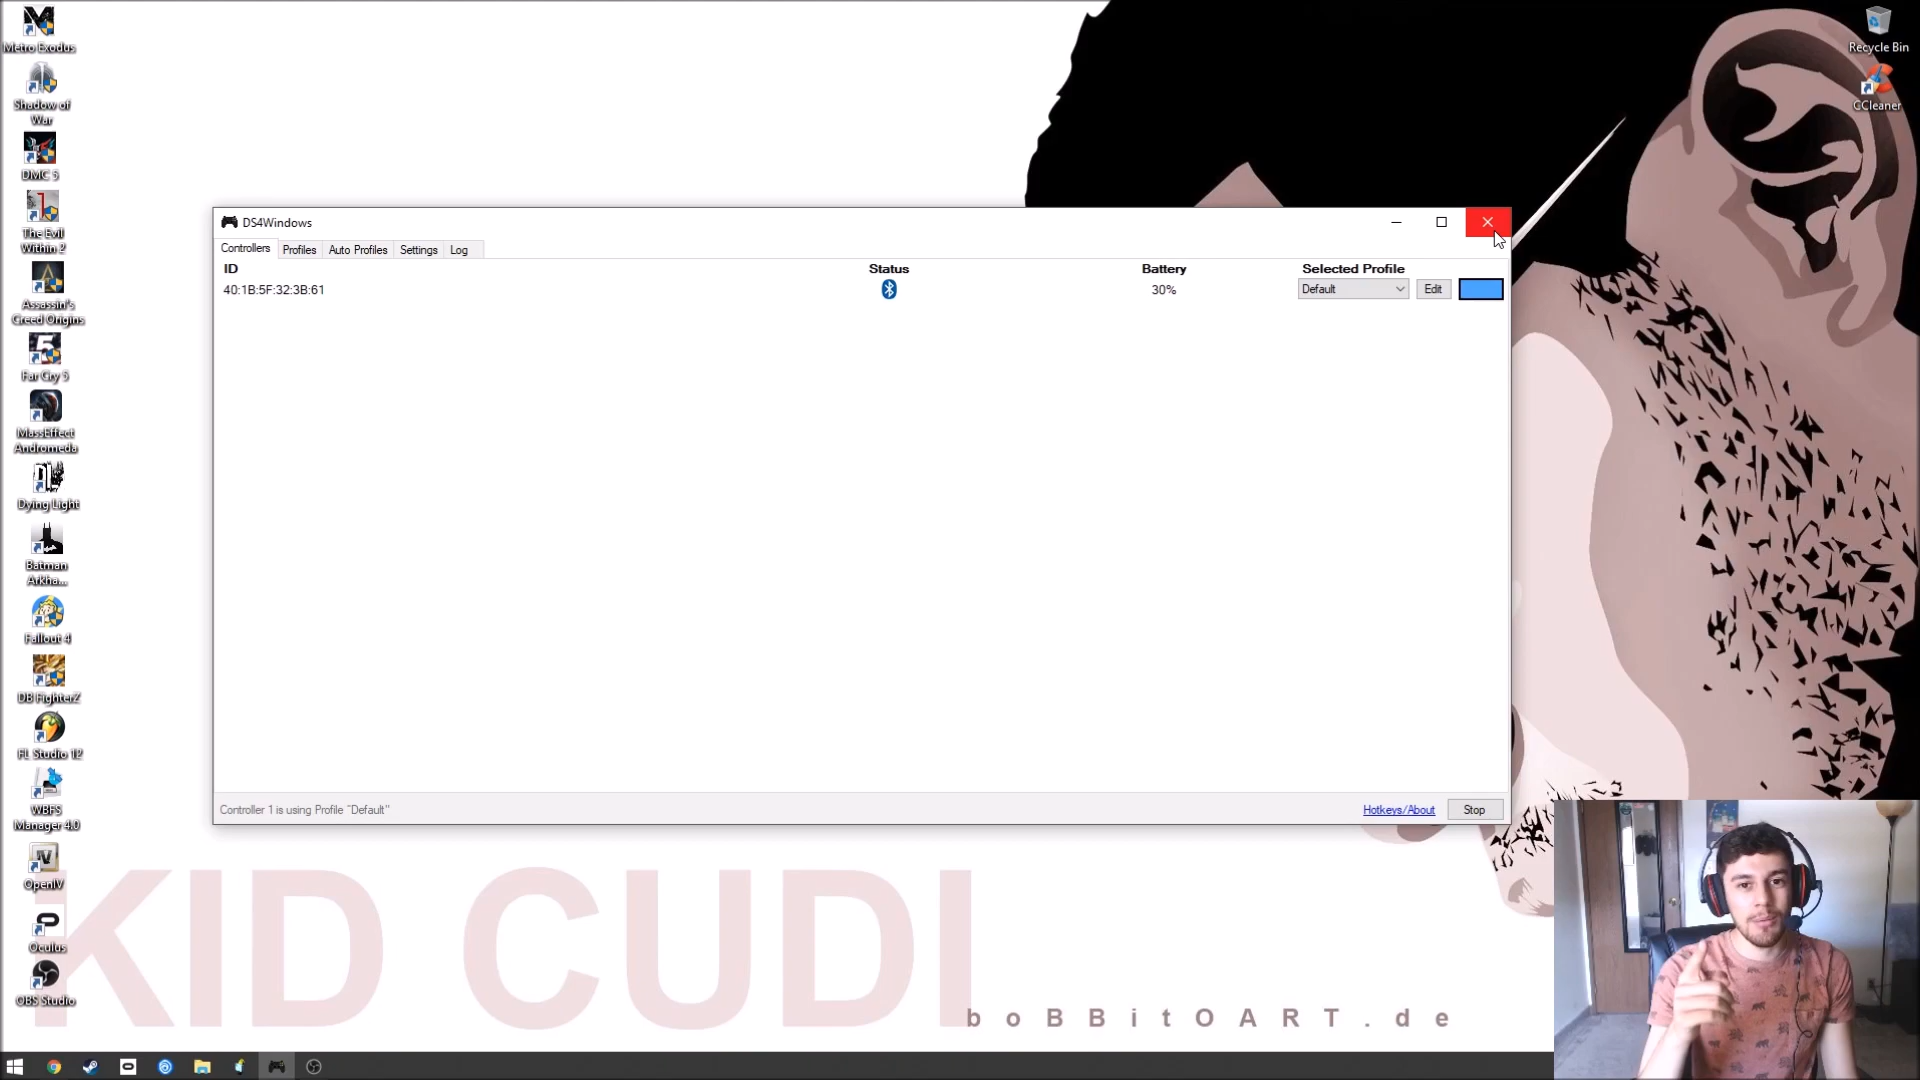 Metro Exodus
Shadow of
War
DMC 5
The Evil
Within 2
Assassin's
Creed Origins
Far Cry 5
MassEffect
Andromeda
Dying Light
Batman
Arkha...
Fallout 4
DB FighterZ
FL Studio 12
WBFS
Manager 4.0
OpenIV
Oculus
OBS Studio
Recycle Bin
CCleaner
DS4Windows
Controllers Profiles Auto Profiles Settings Log
ID Status Battery Selected Profile
40:1B:5F:32:3B:61 30% Default Edit
Controller 1 is using Profile "Default" Hotkeys/About Stop
KID CUDI
boBBitOART.de